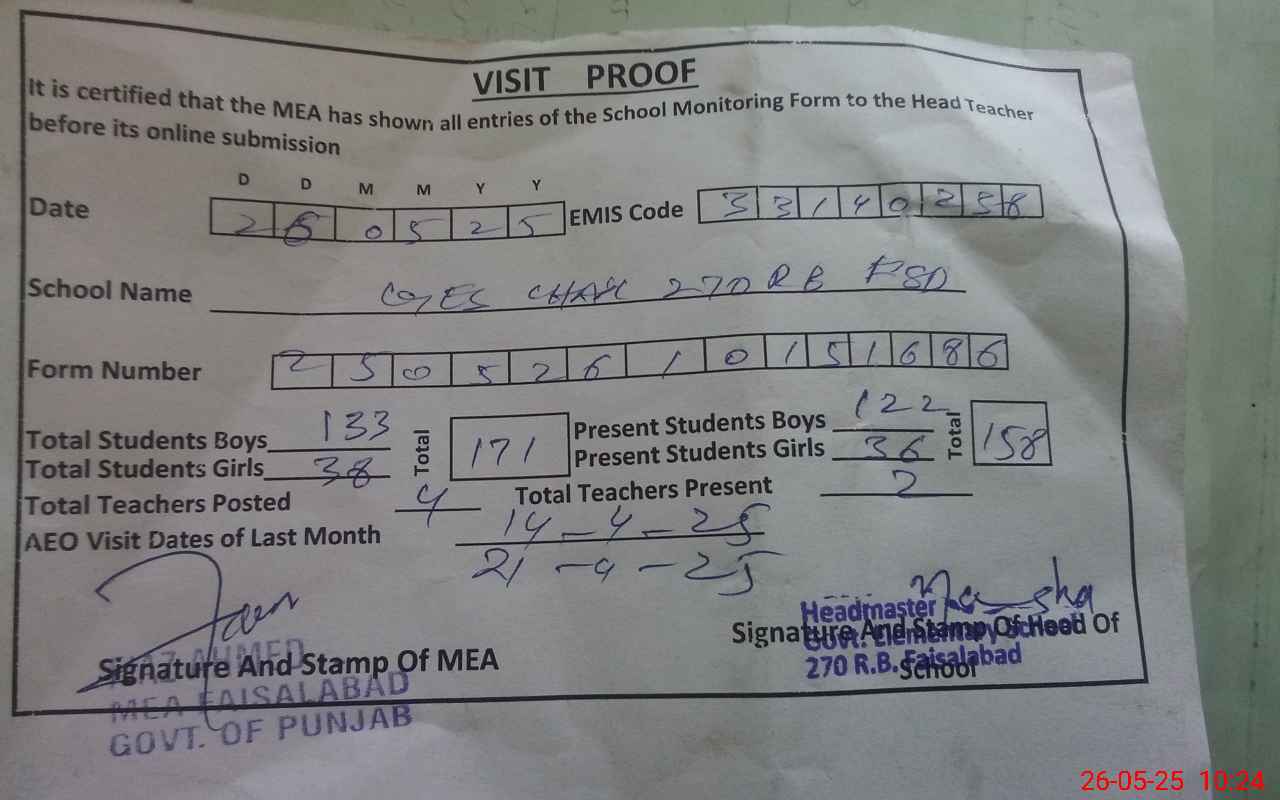 VISIT PROOF
It is certified that the MEA has shown all entries of the School Monitoring Form to the Head Teacher
before its online submission
D D M M Y Y
Date 2 6 0 5 2 5 EMIS Code 3 3 1 4 0 2 5 8
School Name GES CHAK 270 RB FSD
Form Number 2 5 0 5 2 6 1 0 1 5 1 6 8 6
Total Students Boys 133 Total 171 Present Students Boys 122 Total 158
Total Students Girls 38 Present Students Girls 36
Total Teachers Posted 4 Total Teachers Present 2
AEO Visit Dates of Last Month 14-4-25
21-4-25
Headmaster
Signature And Stamp Of Head Of
Govt. Elementary School
270 R.B. Faisalabad
School
Signature And Stamp Of MEA
AHMED
MEA FAISALABAD
GOVT. OF PUNJAB
26-05-25 10:24